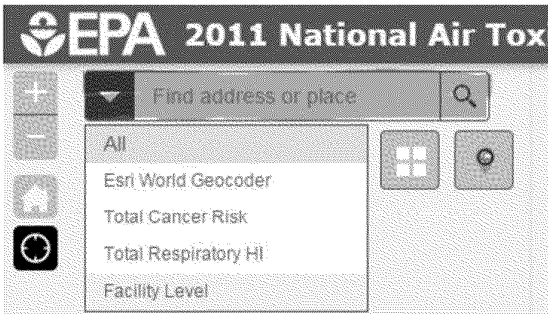 EPA 2011 National Air Tox
Find address or place
All
Esri World Geocoder
Total Cancer Risk
Total Respiratory HI
Facility Level